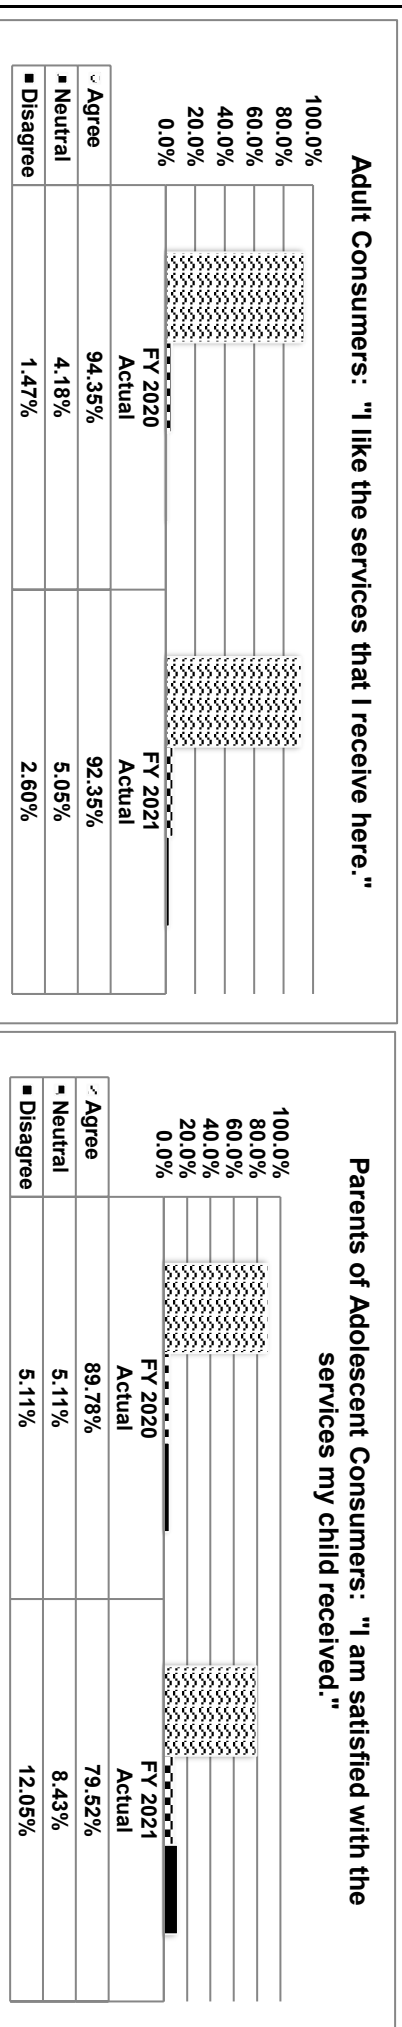 Adult Consumers: "I like the services that I receive here."
100.0%
80.0%
60.0%
40.0%
20.0%
0.0%
FY 2020 Actual FY 2021 Actual
Agree 94.35% 92.35%
Neutral 4.18% 5.05%
Disagree 1.47% 2.60%
Parents of Adolescent Consumers: "I am satisfied with the
services my child received."
100.0%
80.0%
60.0%
40.0%
20.0%
0.0%
FY 2020 Actual FY 2021 Actual
Agree 89.78% 79.52%
Neutral 5.11% 8.43%
Disagree 5.11% 12.05%